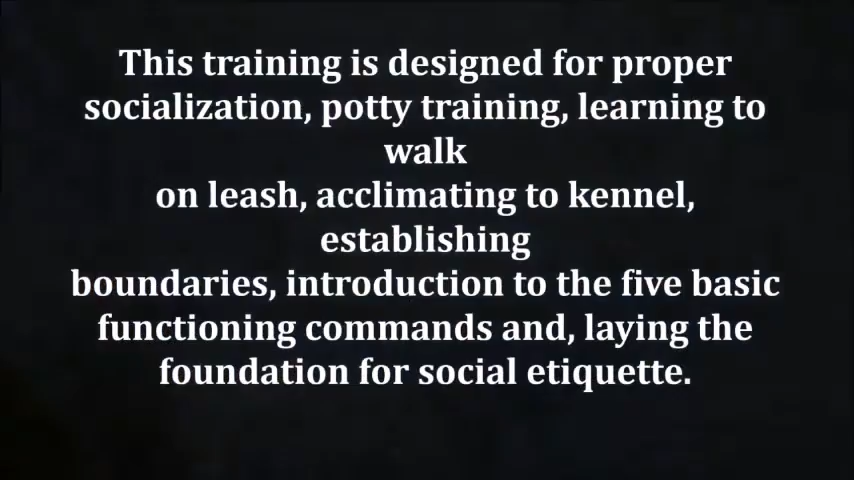 This training is designed for proper
socialization, potty training, learning to
walk
on leash, acclimating to kennel,
establishing
boundaries, introduction to the five basic
functioning commands and, laying the
foundation for social etiquette.